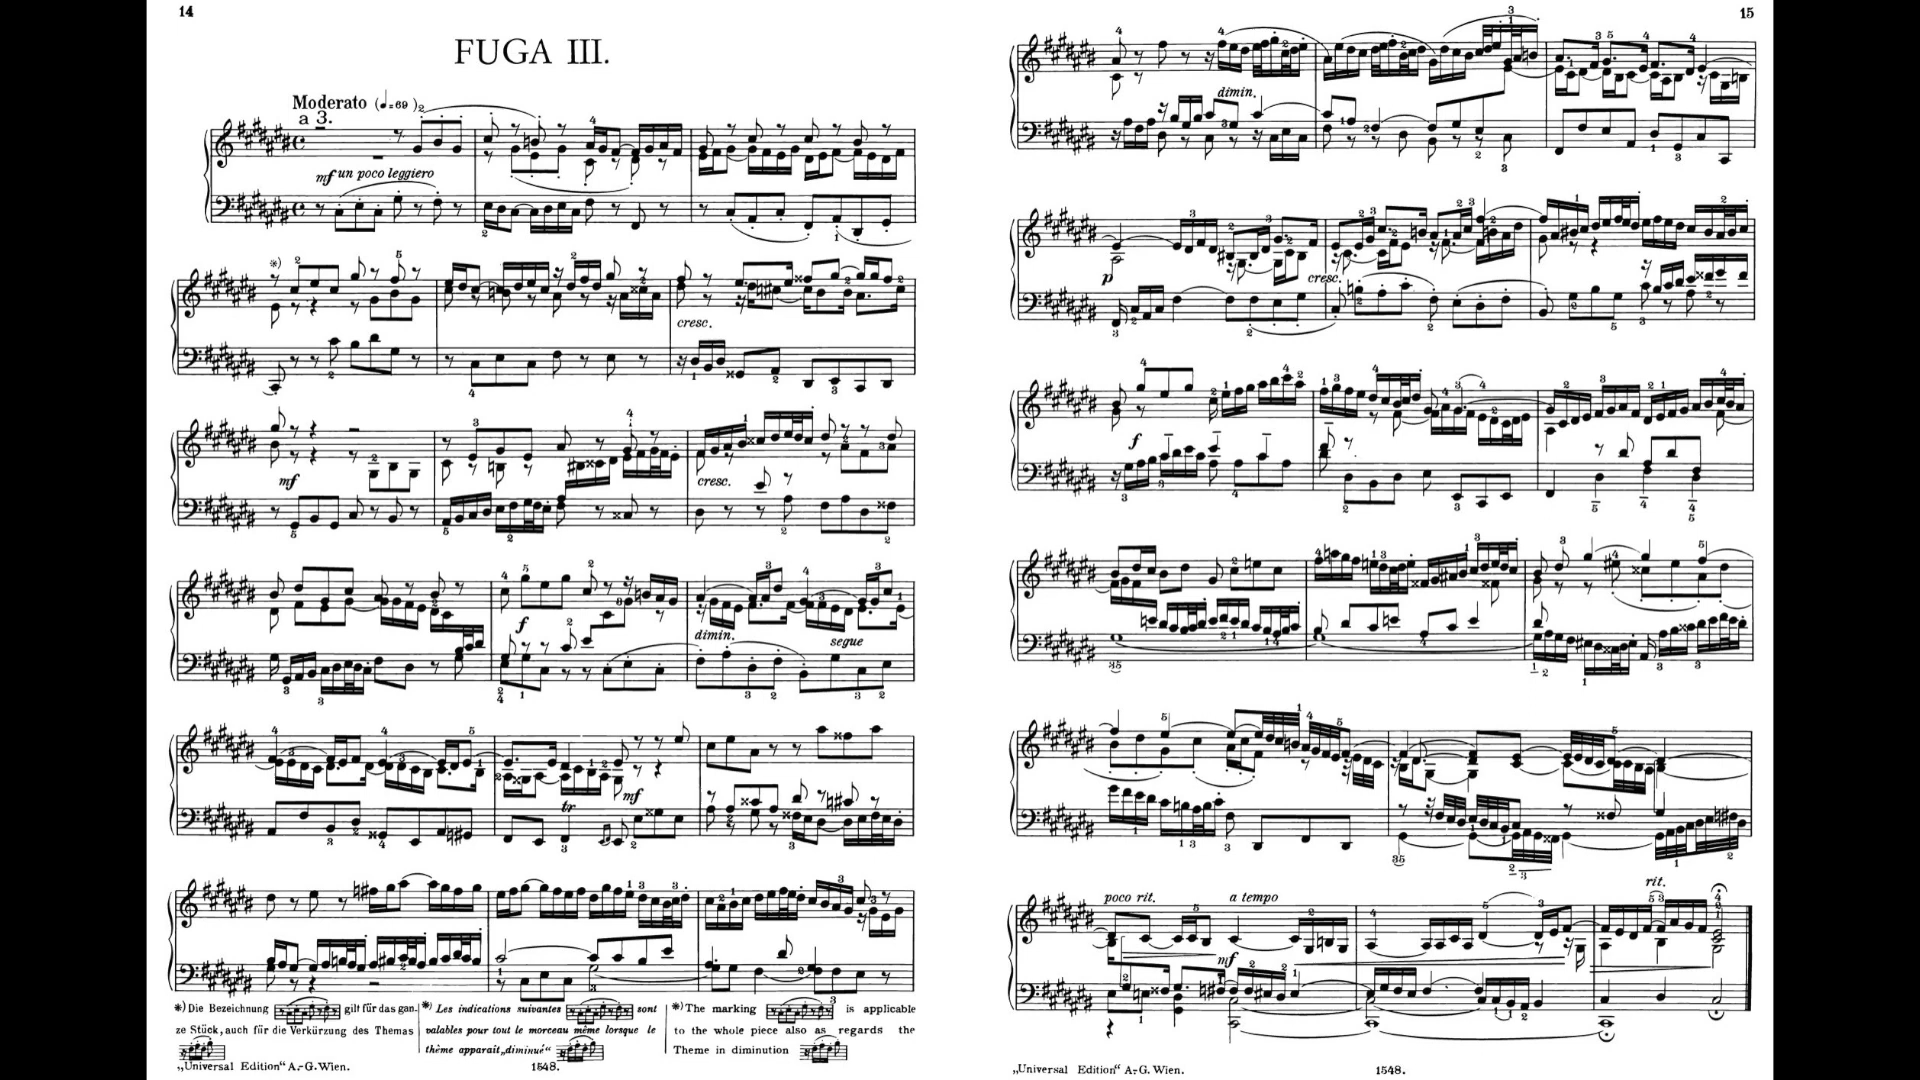 14
FUGA III.
Moderato (♩=69)
a 3.
mf un poco leggiero
*)
cresc.
mf
cresc.
f
dimin.
segue
tr
mf
*) Die Bezeichnung gilt für das gan-
ze Stück, auch für die Verkürzung des Themas
*) Les indications suivantes sont
valables pour tout le morceau même lorsque le
thème apparaît „diminué“
*) The marking is applicable
to the whole piece also as regards the
Theme in diminution
„Universal Edition“ A.-G. Wien.
1548.
15
dimin.
p
cresc.
f
poco rit.
a tempo
mf
rit.
„Universal Edition“ A.-G. Wien.
1548.